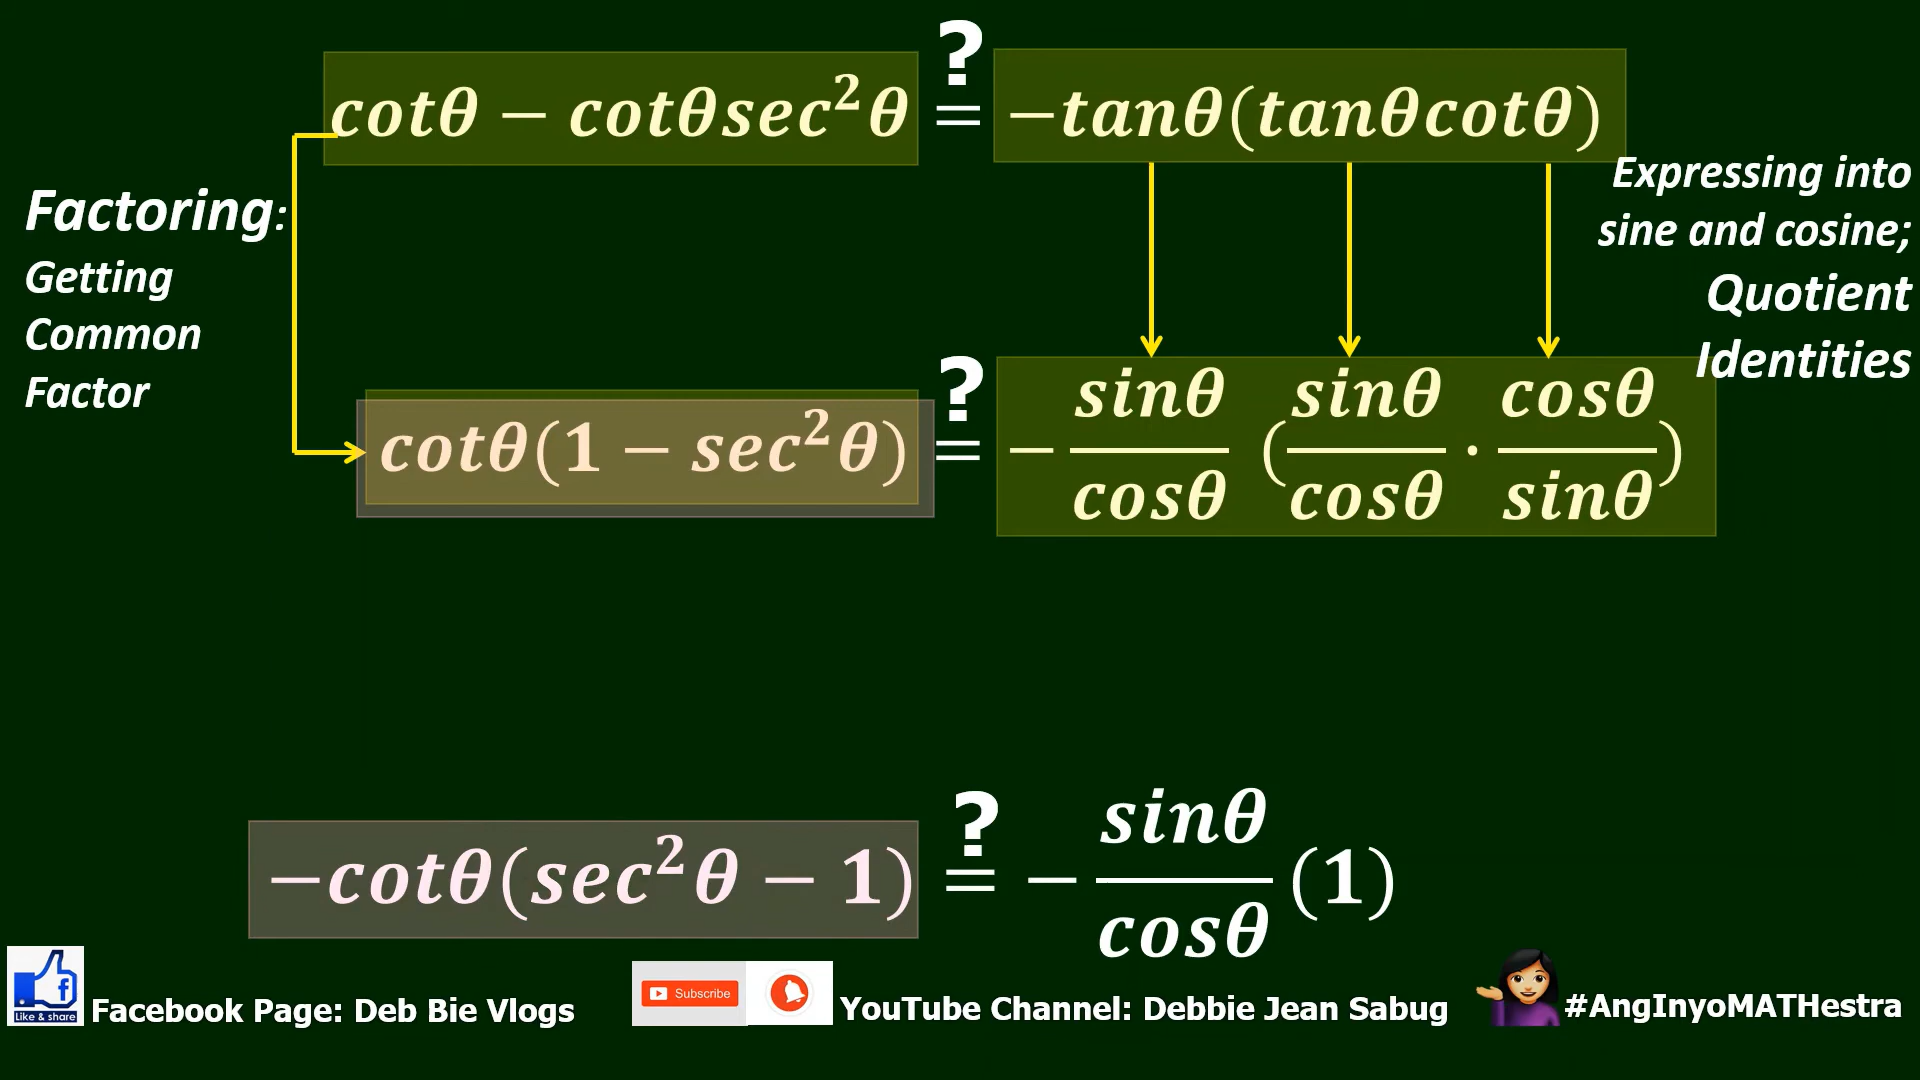 cotθ − cotθsec²θ ≟ −tanθ(tanθcotθ)
Factoring:
Getting
Common
Factor
Expressing into
sine and cosine;
Quotient
Identities
cotθ(1 − sec²θ) ≟ − sinθ/cosθ (sinθ/cosθ · cosθ/sinθ)
−cotθ(sec²θ − 1) ≟ − sinθ/cosθ (1)
f
Like & share
Facebook Page: Deb Bie Vlogs
Subscribe
YouTube Channel: Debbie Jean Sabug
#AngInyoMATHestra